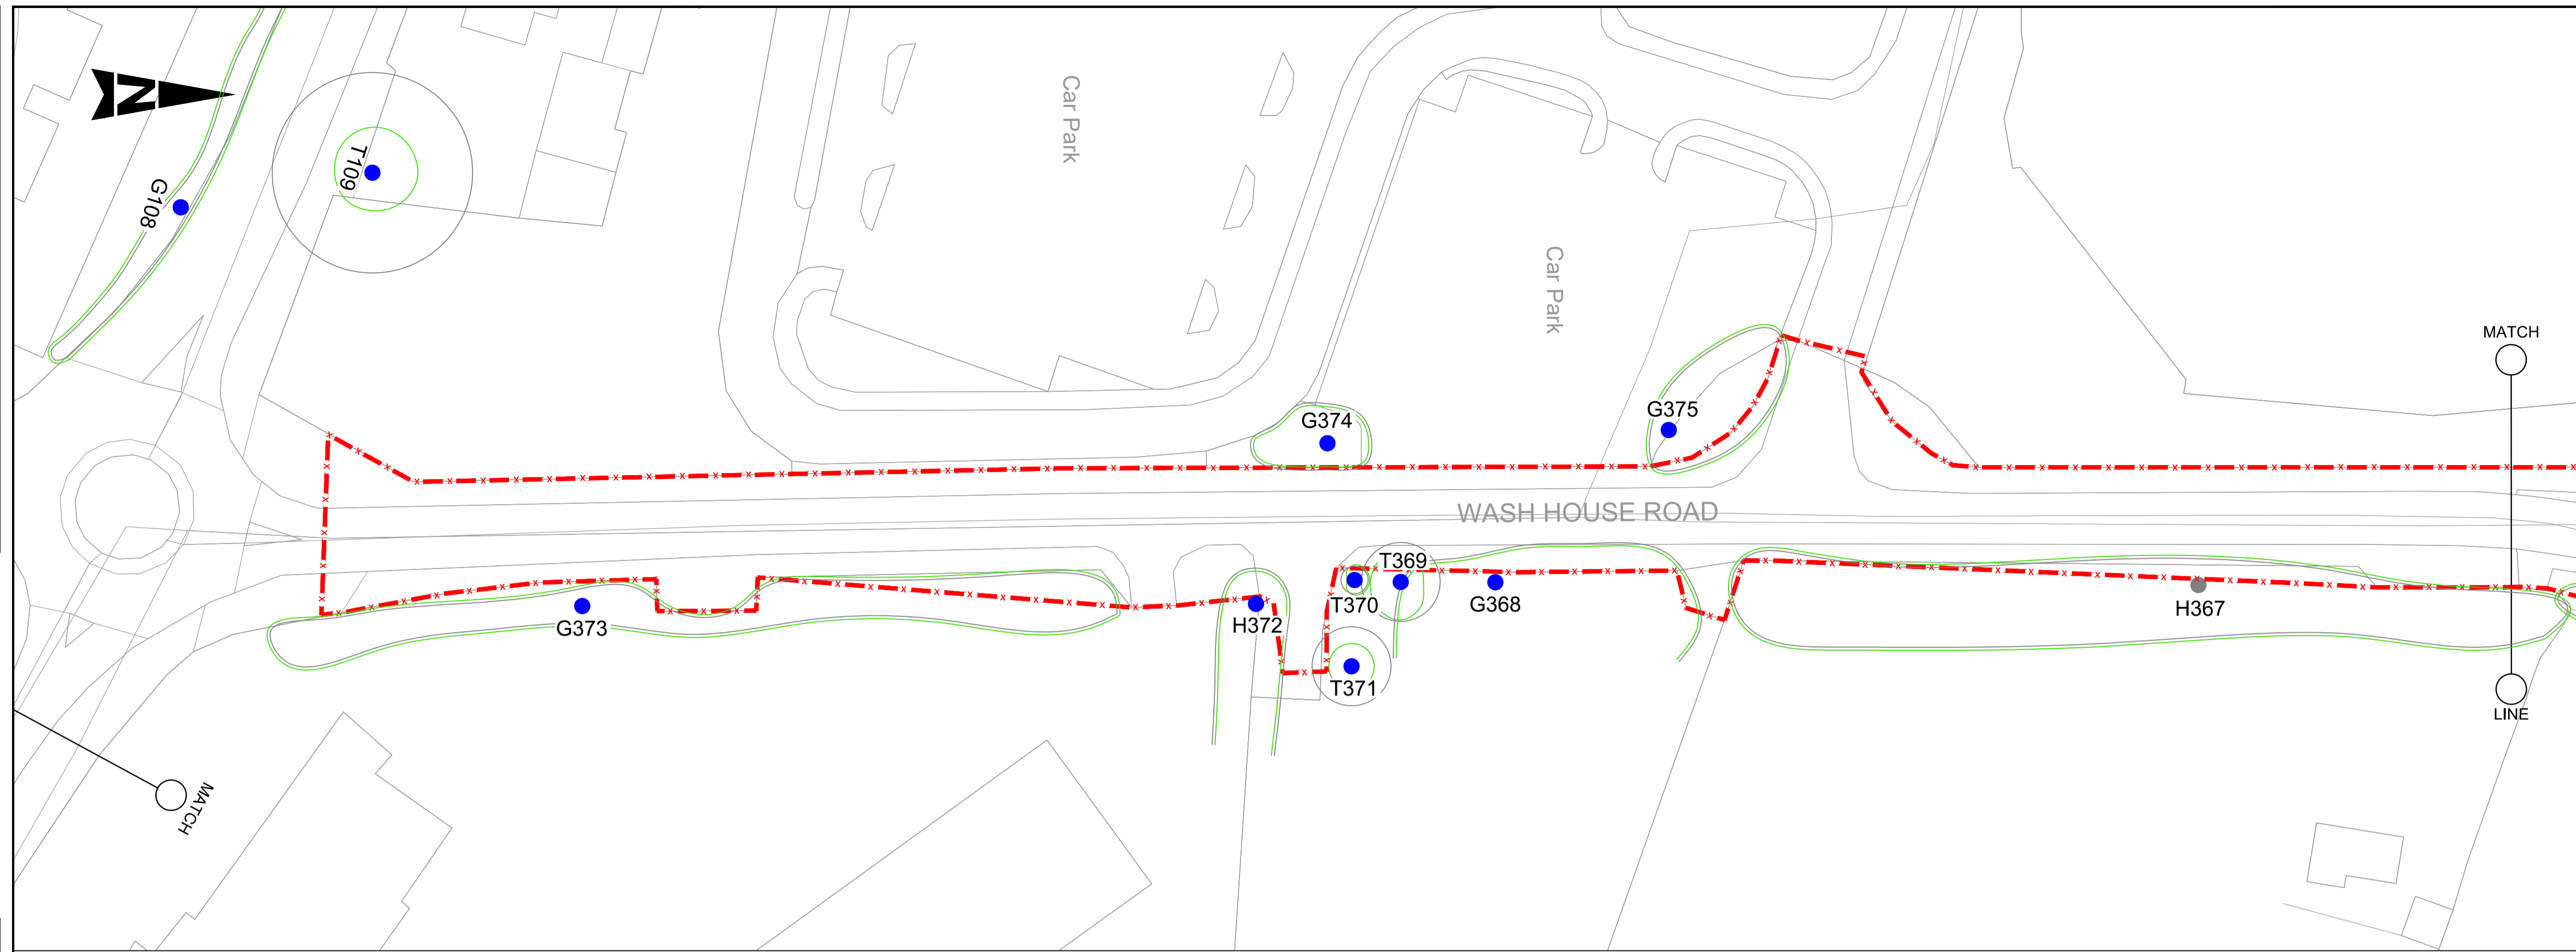 N
Car Park
T109
G108
Car Park
MATCH
G375
G374
WASH HOUSE ROAD
T369
T370
G368
H367
G373
H372
T371
LINE
MATCH